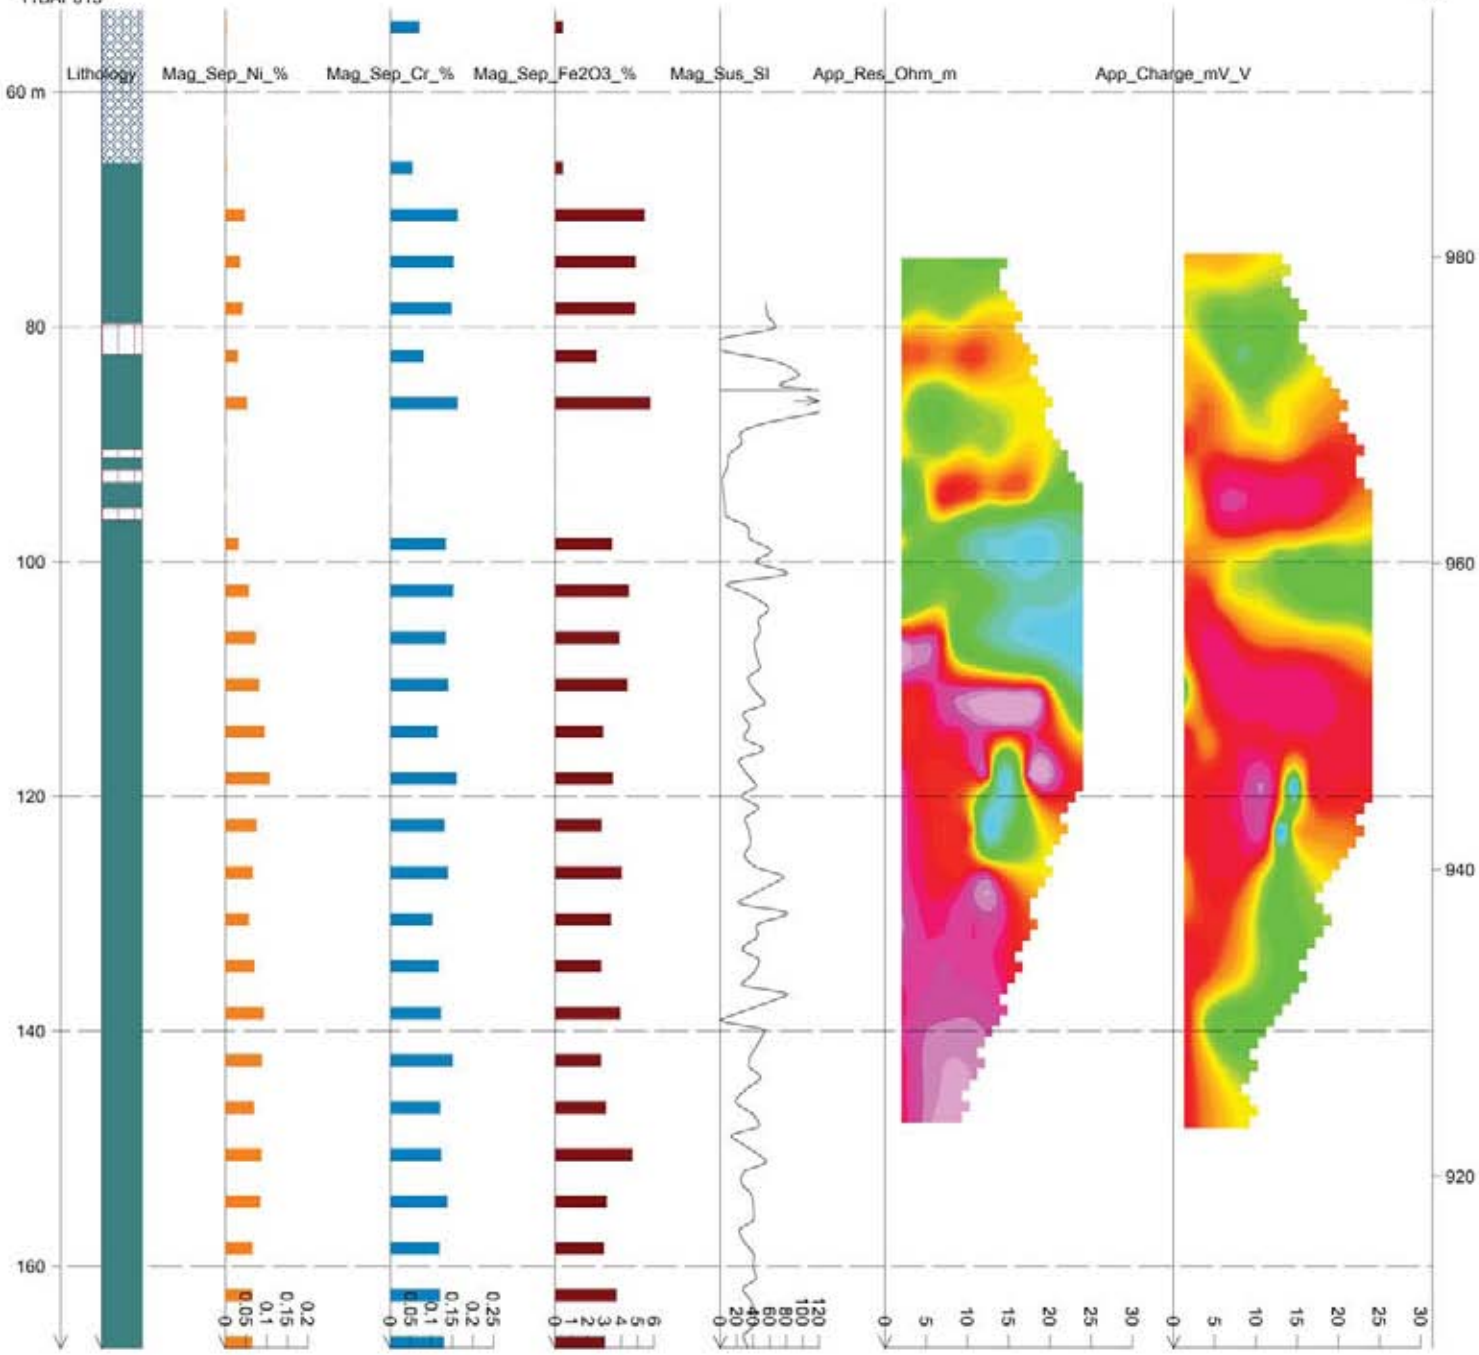 Lithology Mag_Sep_Ni_% Mag_Sep_Cr_% Mag_Sep_Fe2O3_% Mag_Sus_SI App_Res_Ohm_m App_Charge_mV_V
60 m
980
80
100 960
120
940
140
920
160
0.05 0.1 0.15 0.2 0.05 0.1 0.15 0.2 0.25 0 1 2 3 4 5 6 0 20 40 60 80 100 120 0 5 10 15 20 25 30 0 5 10 15 20 25 30